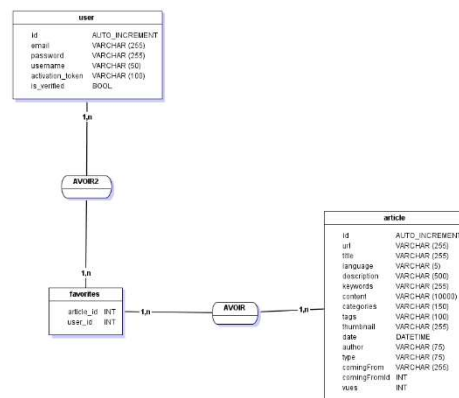 user
id AUTO_INCREMENT
email VARCHAR (255)
password VARCHAR (255)
username VARCHAR (50)
activation_token VARCHAR (100)
is_verified BOOL
1,n
AVOIR2
1,n
favorites
article_id INT
user_id INT
1,n
AVOIR
1,n
article
id AUTO_INCREMENT
url VARCHAR (255)
title VARCHAR (255)
language VARCHAR (5)
description VARCHAR (500)
keywords VARCHAR (255)
content VARCHAR (10000)
categories VARCHAR (150)
tags VARCHAR (100)
thumbnail VARCHAR (255)
date DATETIME
author VARCHAR (75)
type VARCHAR (75)
comingFrom VARCHAR (255)
comingFromId INT
vues INT